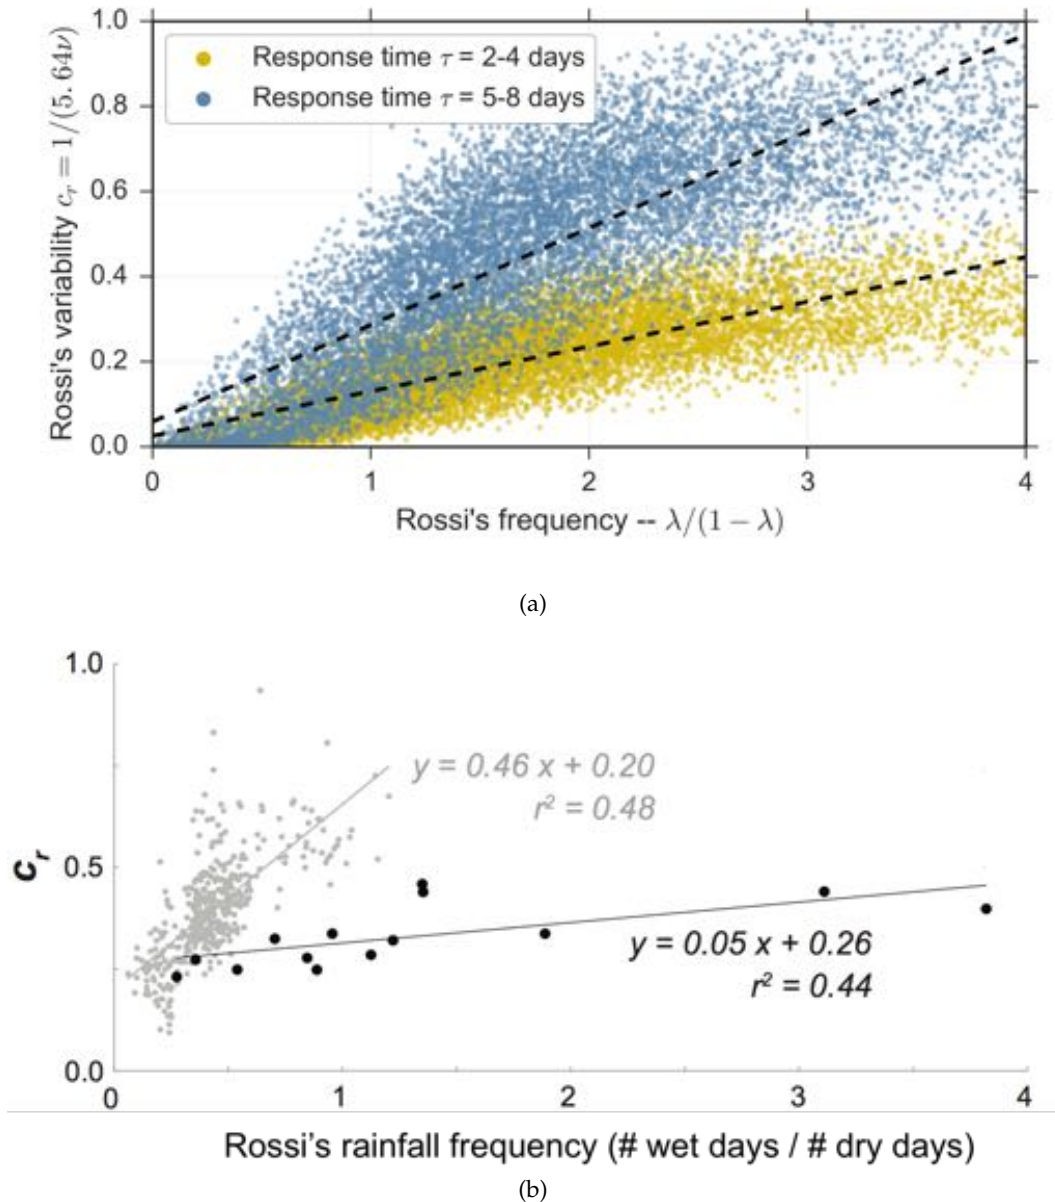 1.0
Response time τ = 2-4 days
Response time τ = 5-8 days
0.8
0.6
0.4
0.2
0.0
Rossi's variability c_r = 1/(5.64ν)
0 1 2 3 4
Rossi's frequency -- λ/(1 − λ)
(a)
1.0
y = 0.46 x + 0.20
r² = 0.48
0.5
c_r
y = 0.05 x + 0.26
r² = 0.44
0.0
0 1 2 3 4
Rossi's rainfall frequency (# wet days / # dry days)
(b)